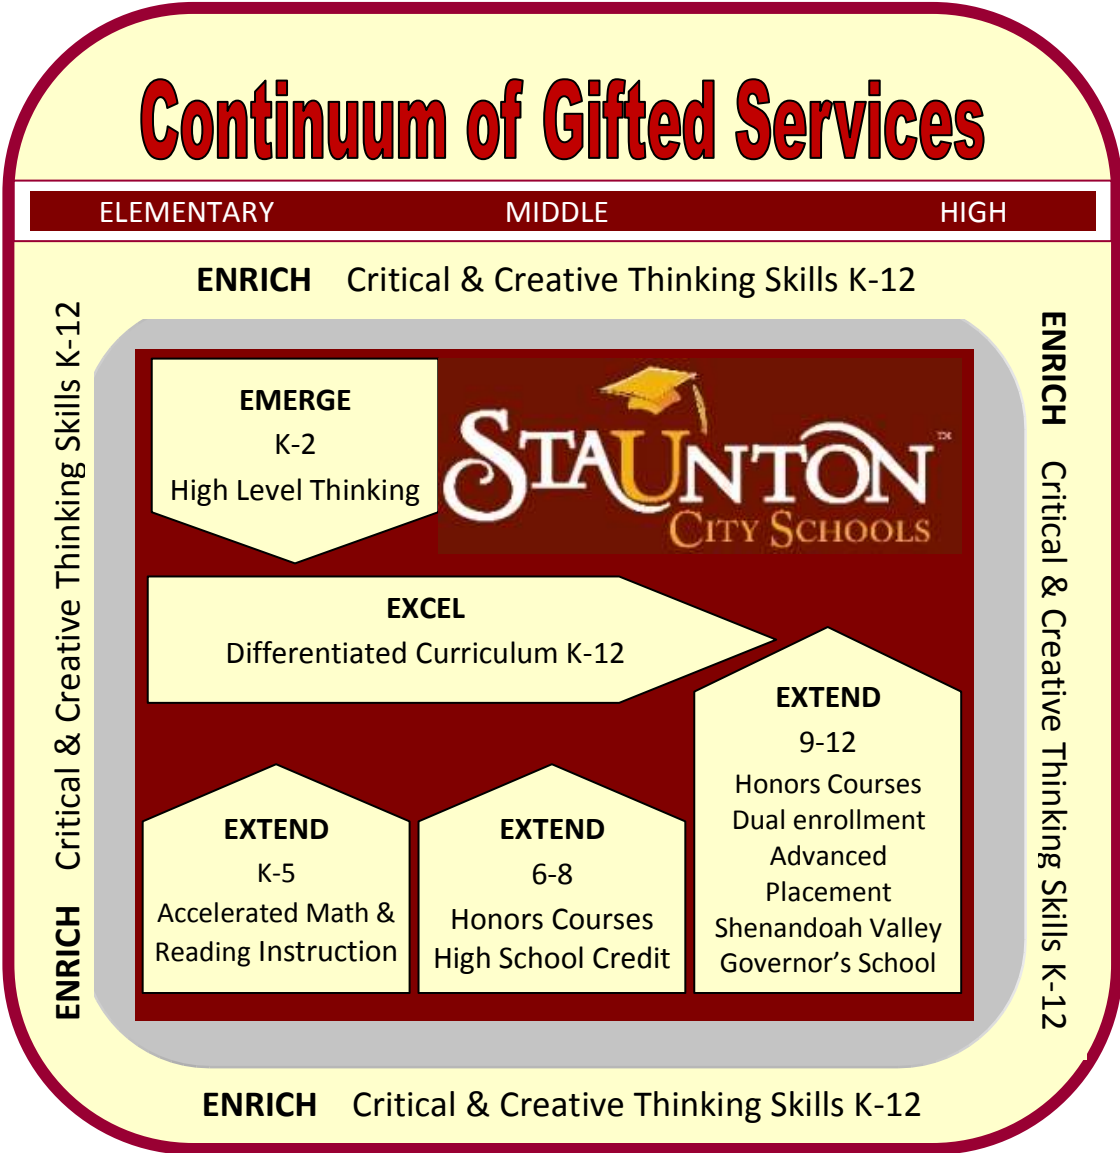 Continuum of Gifted Services
ELEMENTARY MIDDLE HIGH
ENRICH Critical & Creative Thinking Skills K-12
ENRICH Critical & Creative Thinking Skills K-12
EMERGE
K-2
High Level Thinking
STAUNTON™
CITY SCHOOLS
EXCEL
Differentiated Curriculum K-12
EXTEND
K-5
Accelerated Math &
Reading Instruction
EXTEND
6-8
Honors Courses
High School Credit
EXTEND
9-12
Honors Courses
Dual enrollment
Advanced
Placement
Shenandoah Valley
Governor’s School
ENRICH Critical & Creative Thinking Skills K-12
ENRICH Critical & Creative Thinking Skills K-12